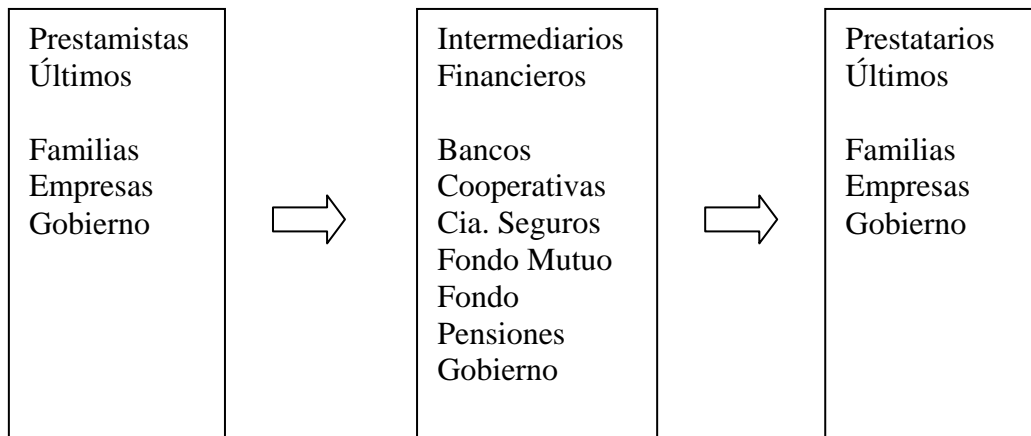 Prestamistas
Últimos
Familias
Empresas
Gobierno
Intermediarios
Financieros
Bancos
Cooperativas
Cia. Seguros
Fondo Mutuo
Fondo
Pensiones
Gobierno
Prestatarios
Últimos
Familias
Empresas
Gobierno